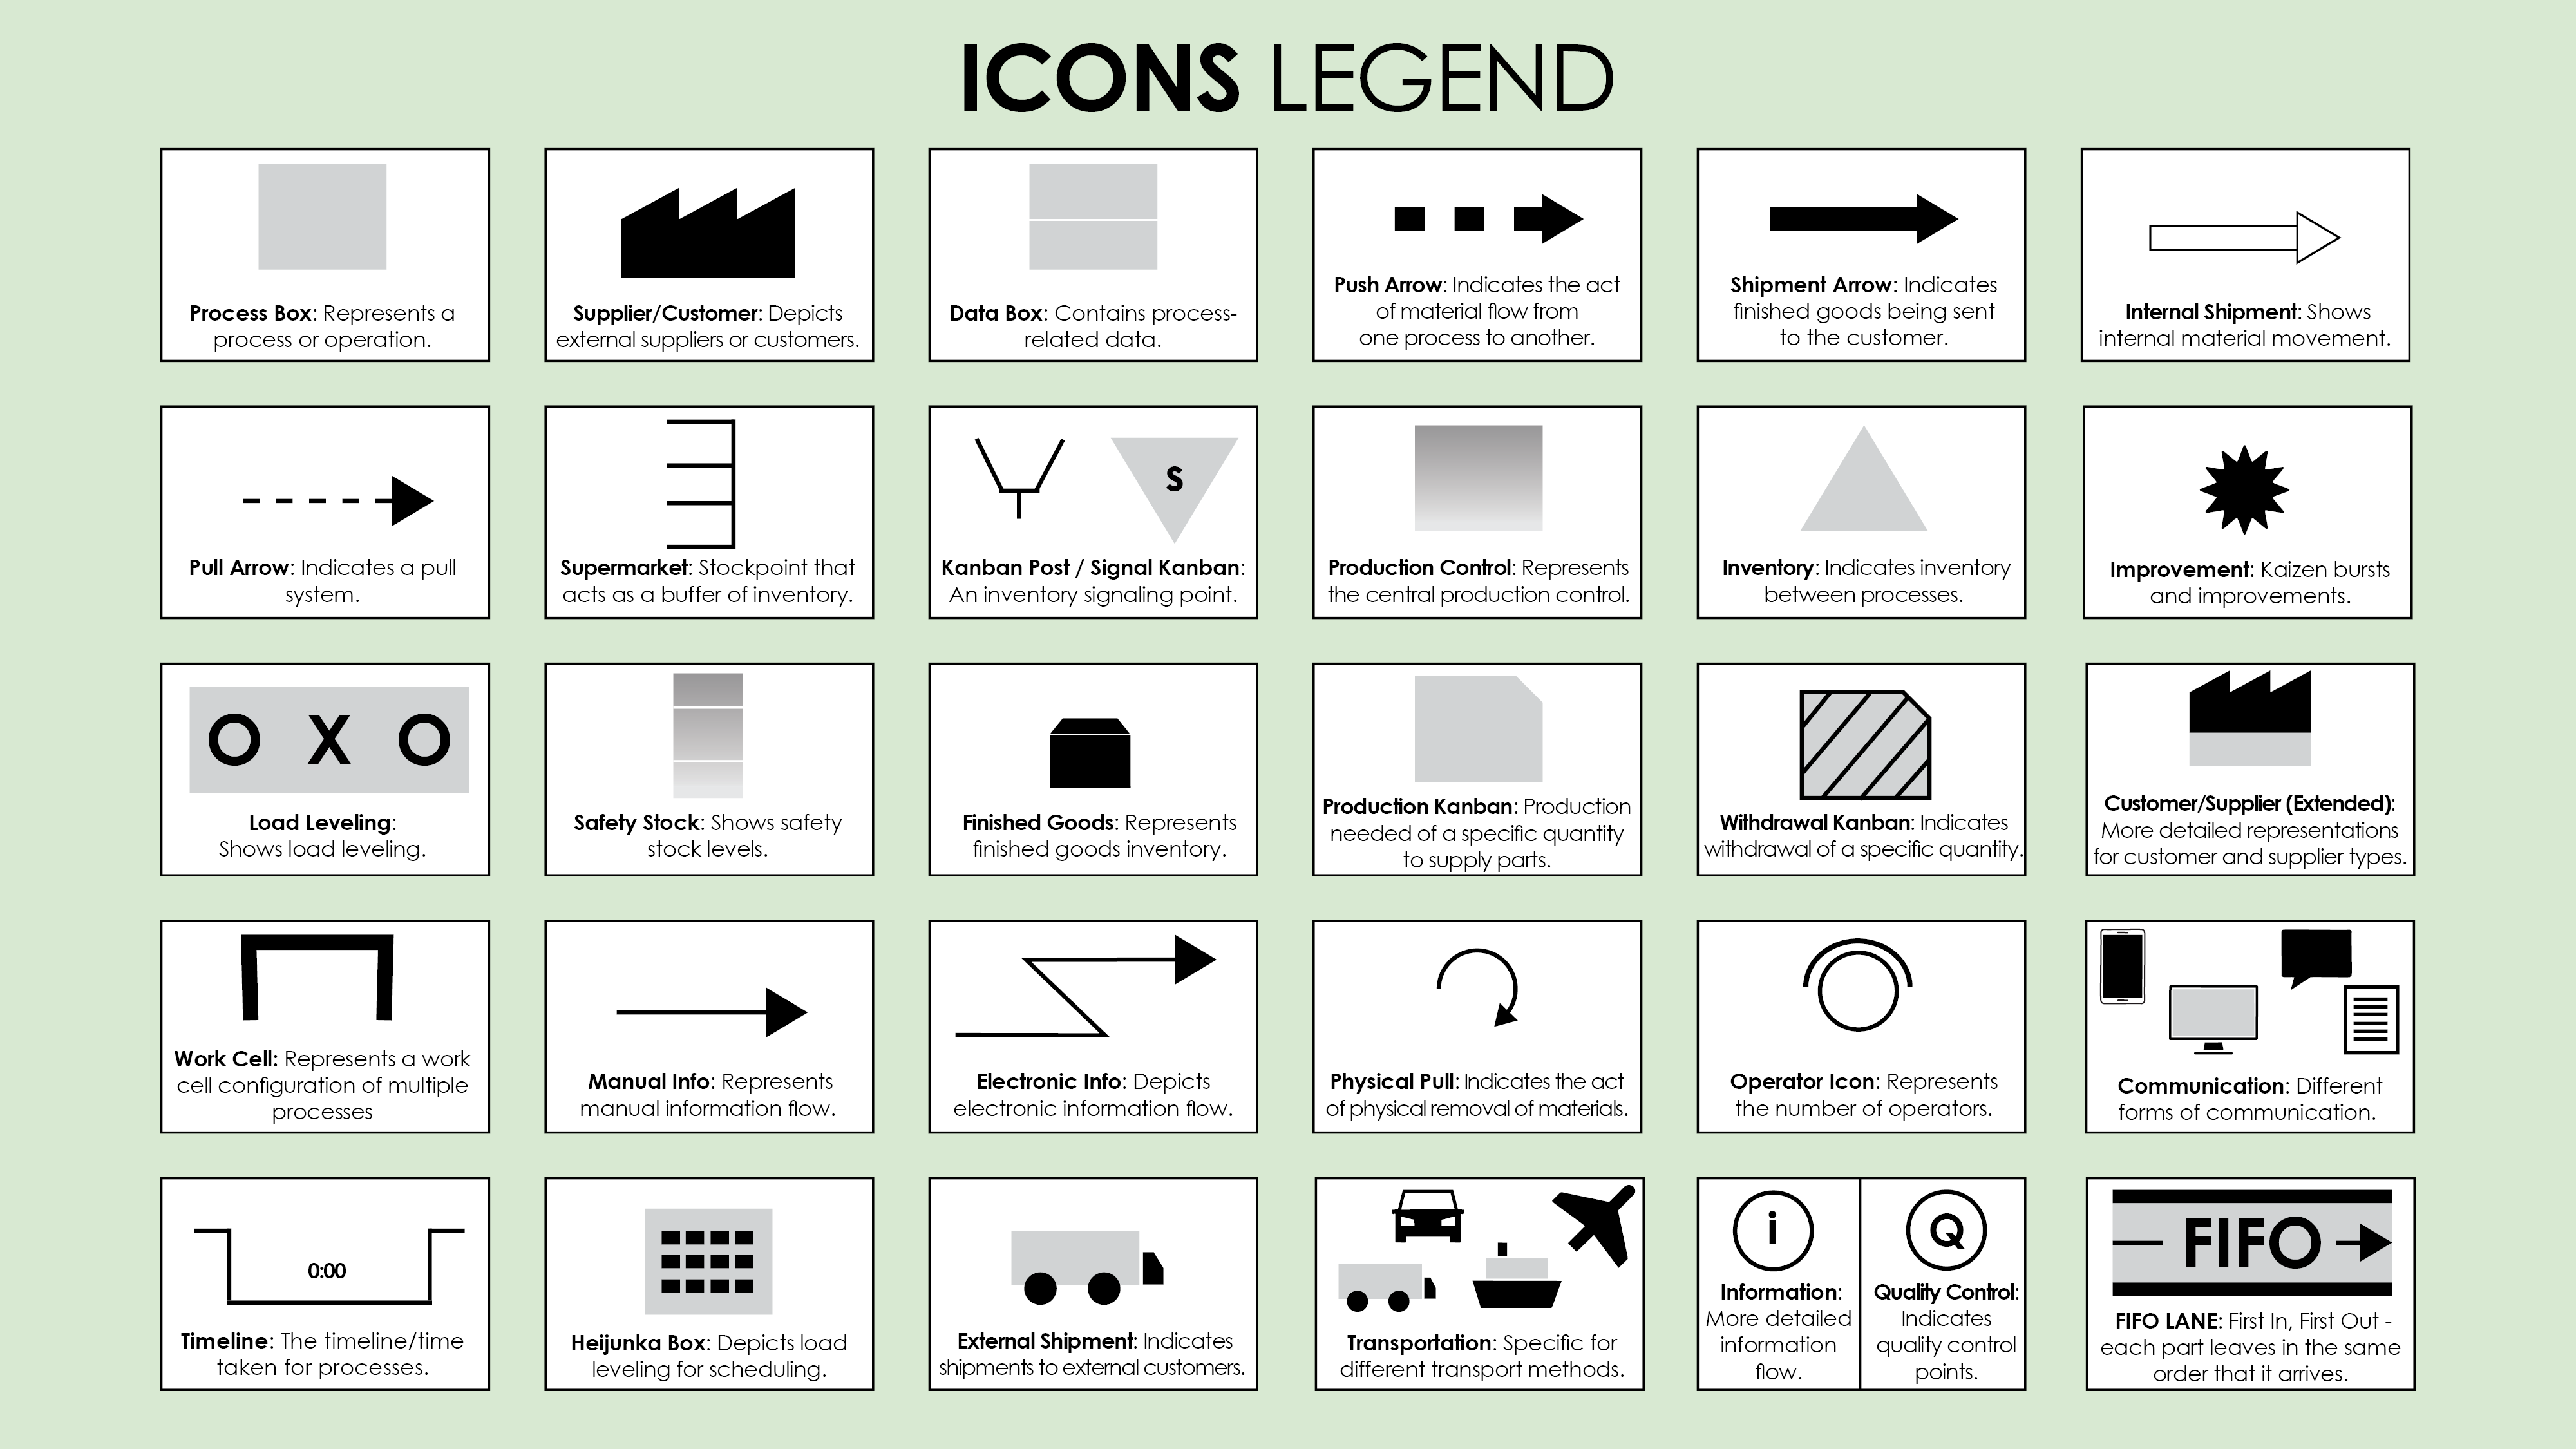 ICONS LEGEND
Process Box: Represents a
process or operation.
Supplier/Customer: Depicts
external suppliers or customers.
Data Box: Contains process-
related data.
Push Arrow: Indicates the act
of material flow from
one process to another.
Shipment Arrow: Indicates
finished goods being sent
to the customer.
Internal Shipment: Shows
internal material movement.
Pull Arrow: Indicates a pull
system.
Supermarket: Stockpoint that
acts as a buffer of inventory.
S
Kanban Post / Signal Kanban:
An inventory signaling point.
Production Control: Represents
the central production control.
Inventory: Indicates inventory
between processes.
Improvement: Kaizen bursts
and improvements.
O X O
Load Leveling:
Shows load leveling.
Safety Stock: Shows safety
stock levels.
Finished Goods: Represents
finished goods inventory.
Production Kanban: Production
needed of a specific quantity
to supply parts.
Withdrawal Kanban: Indicates
withdrawal of a specific quantity.
Customer/Supplier (Extended):
More detailed representations
for customer and supplier types.
Work Cell: Represents a work
cell configuration of multiple
processes
Manual Info: Represents
manual information flow.
Electronic Info: Depicts
electronic information flow.
Physical Pull: Indicates the act
of physical removal of materials.
Operator Icon: Represents
the number of operators.
Communication: Different
forms of communication.
0:00
Timeline: The timeline/time
taken for processes.
Heijunka Box: Depicts load
leveling for scheduling.
External Shipment: Indicates
shipments to external customers.
Transportation: Specific for
different transport methods.
i
Information:
More detailed
information
flow.
Q
Quality Control:
Indicates
quality control
points.
FIFO
FIFO LANE: First In, First Out -
each part leaves in the same
order that it arrives.